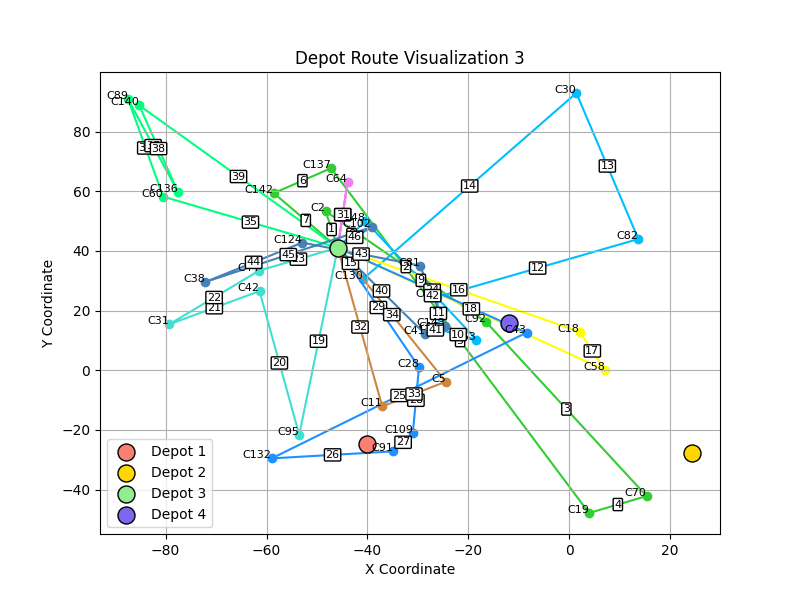 Depot Route Visualization 3
Y Coordinate
80
60
40
20
0
−20
−40
C89
C140
C136
C60
38
39
35
C142
6
C137
C64
7
C2
1
31
C48
C102
46
C124
44
45
43
15
C130
C38
22
21
C31
C42
20
19
C95
C30
14
13
C82
12
16
C81
2
9
42
11
18
C92
10
41
C41
40
29
34
32
C43
C18
17
C58
3
C28
C5
C11
25
33
C109
27
C91
26
C132
C70
4
C19
Depot 1
Depot 2
Depot 3
Depot 4
−80
−60
−40
−20
0
20
X Coordinate